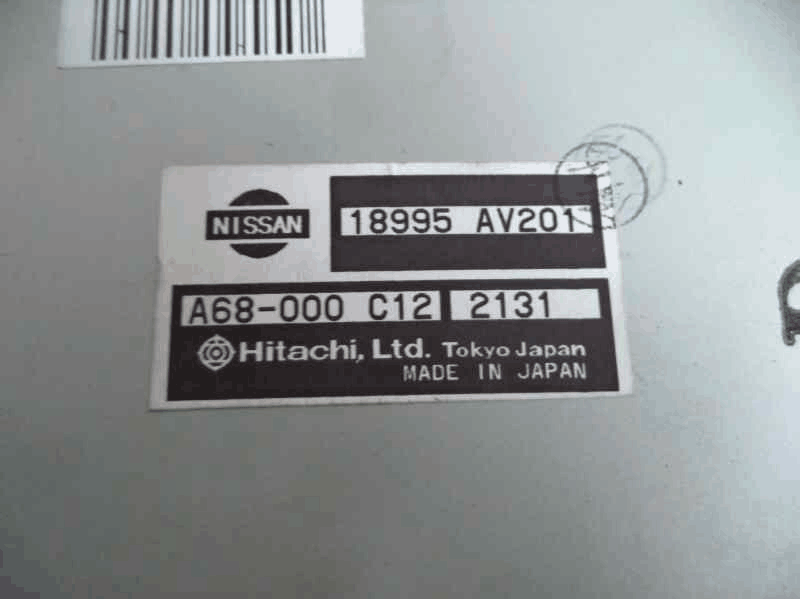 NISSAN
18995 AV201
A68-000 C12 2131
Hitachi, Ltd. Tokyo Japan
MADE IN JAPAN